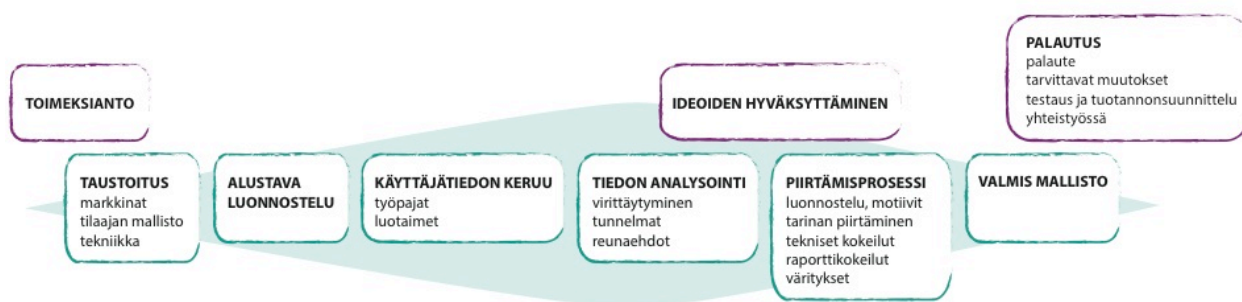 TOIMEKSIANTO
IDEOIDEN HYVÄKSYTTÄMINEN
PALAUTUS
palaute
tarvittavat muutokset
testaus ja tuotannonsuunnittelu
yhteistyössä
TAUSTOITUS
markkinat
tilaajan mallisto
tekniikka
ALUSTAVA
LUONNOSTELU
KÄYTTÄJÄTIEDON KERUU
työpajat
luotaimet
TIEDON ANALYSOINTI
virittäytyminen
tunnelmat
reunaehdot
PIIRTÄMISPROSESSI
luonnostelu, motiivit
tarinan piirtäminen
tekniset kokeilut
raporttikokeilut
väritykset
VALMIS MALLISTO